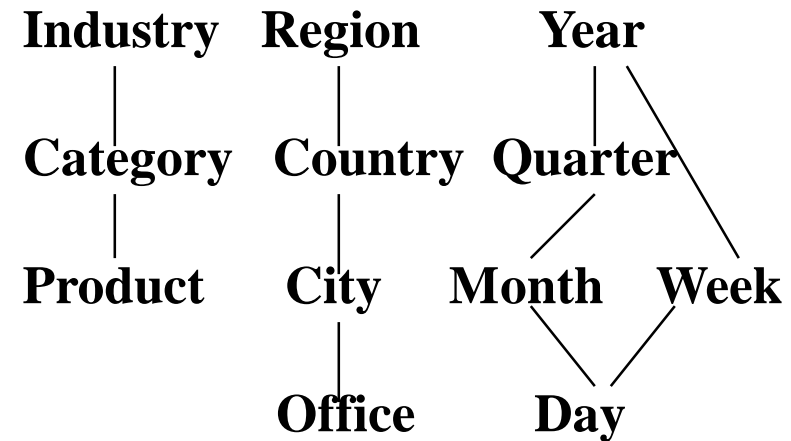 Industry Region Year
Category Country Quarter
Product City Month Week
Office Day